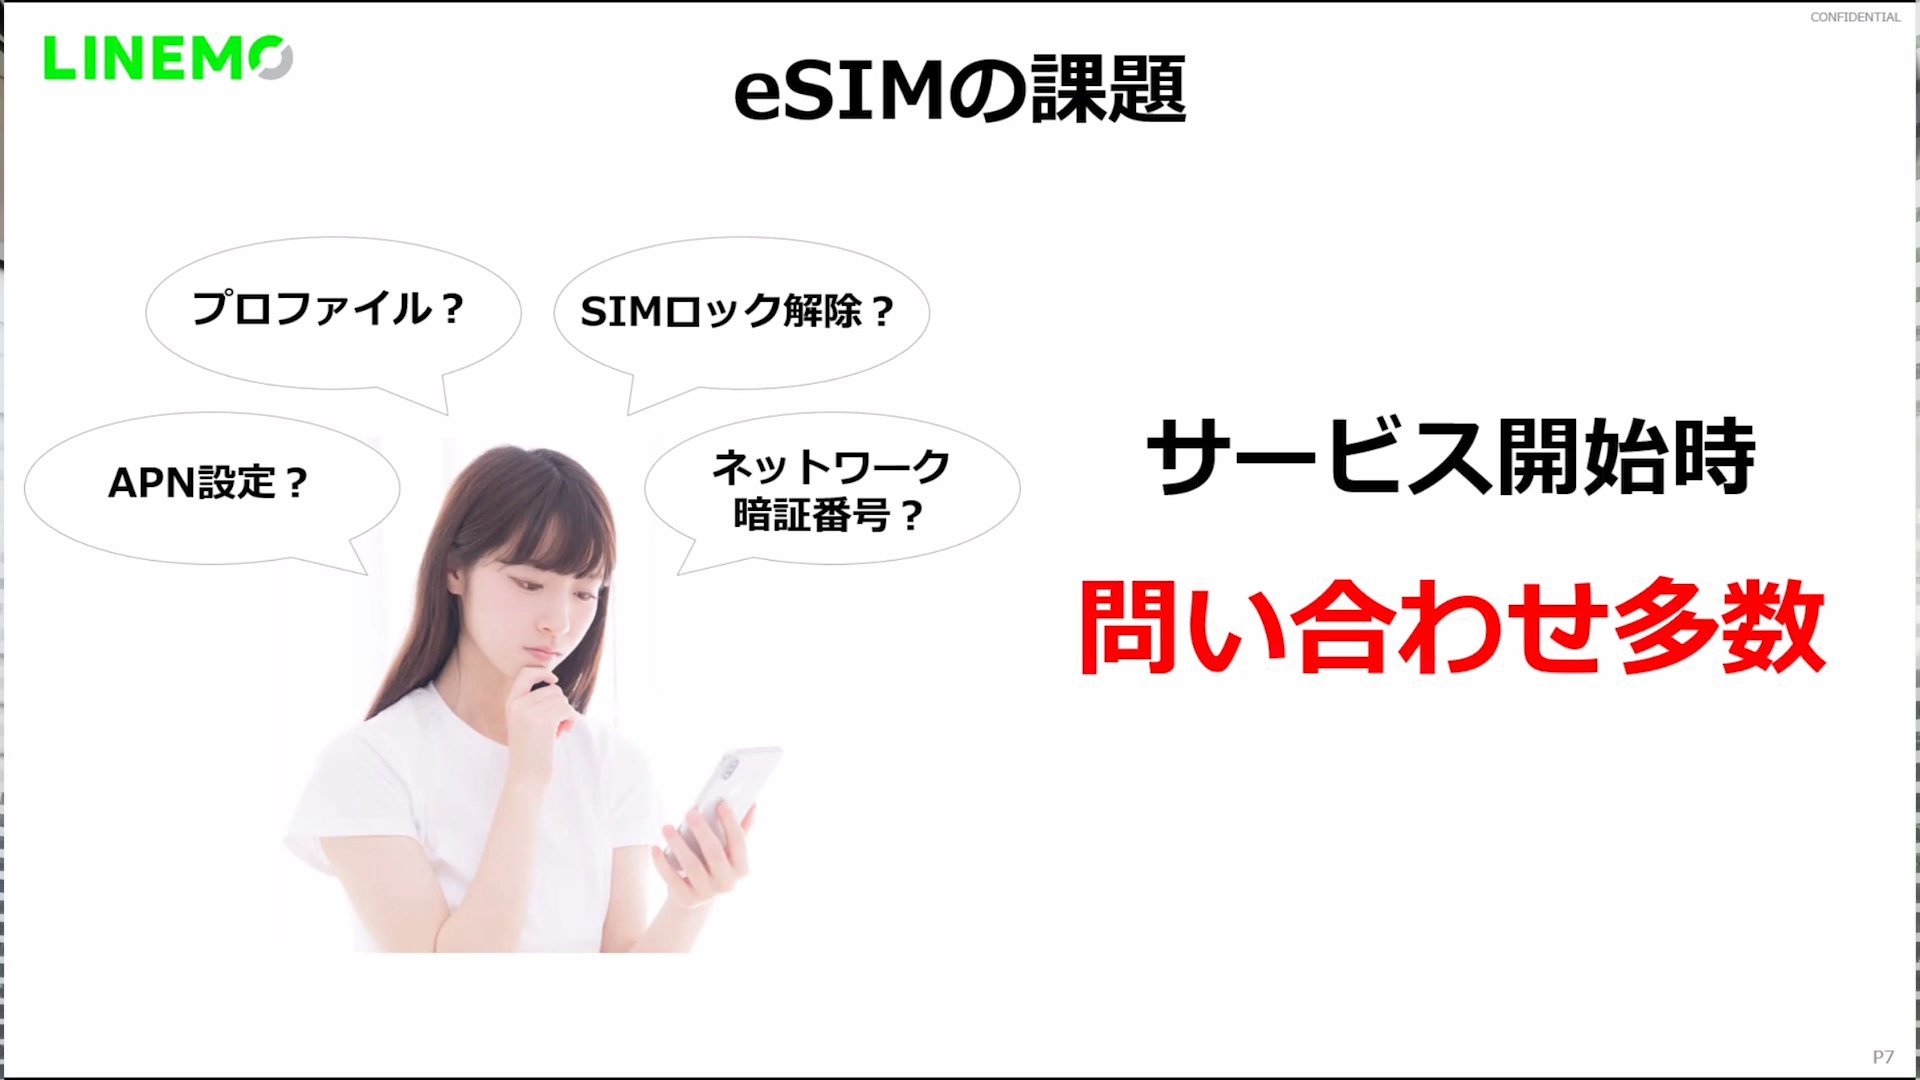 CONFIDENTIAL
LINEMO
eSIMの課題
プロファイル？
SIMロック解除？
APN設定？
ネットワーク
暗証番号？
サービス開始時
問い合わせ多数
P7